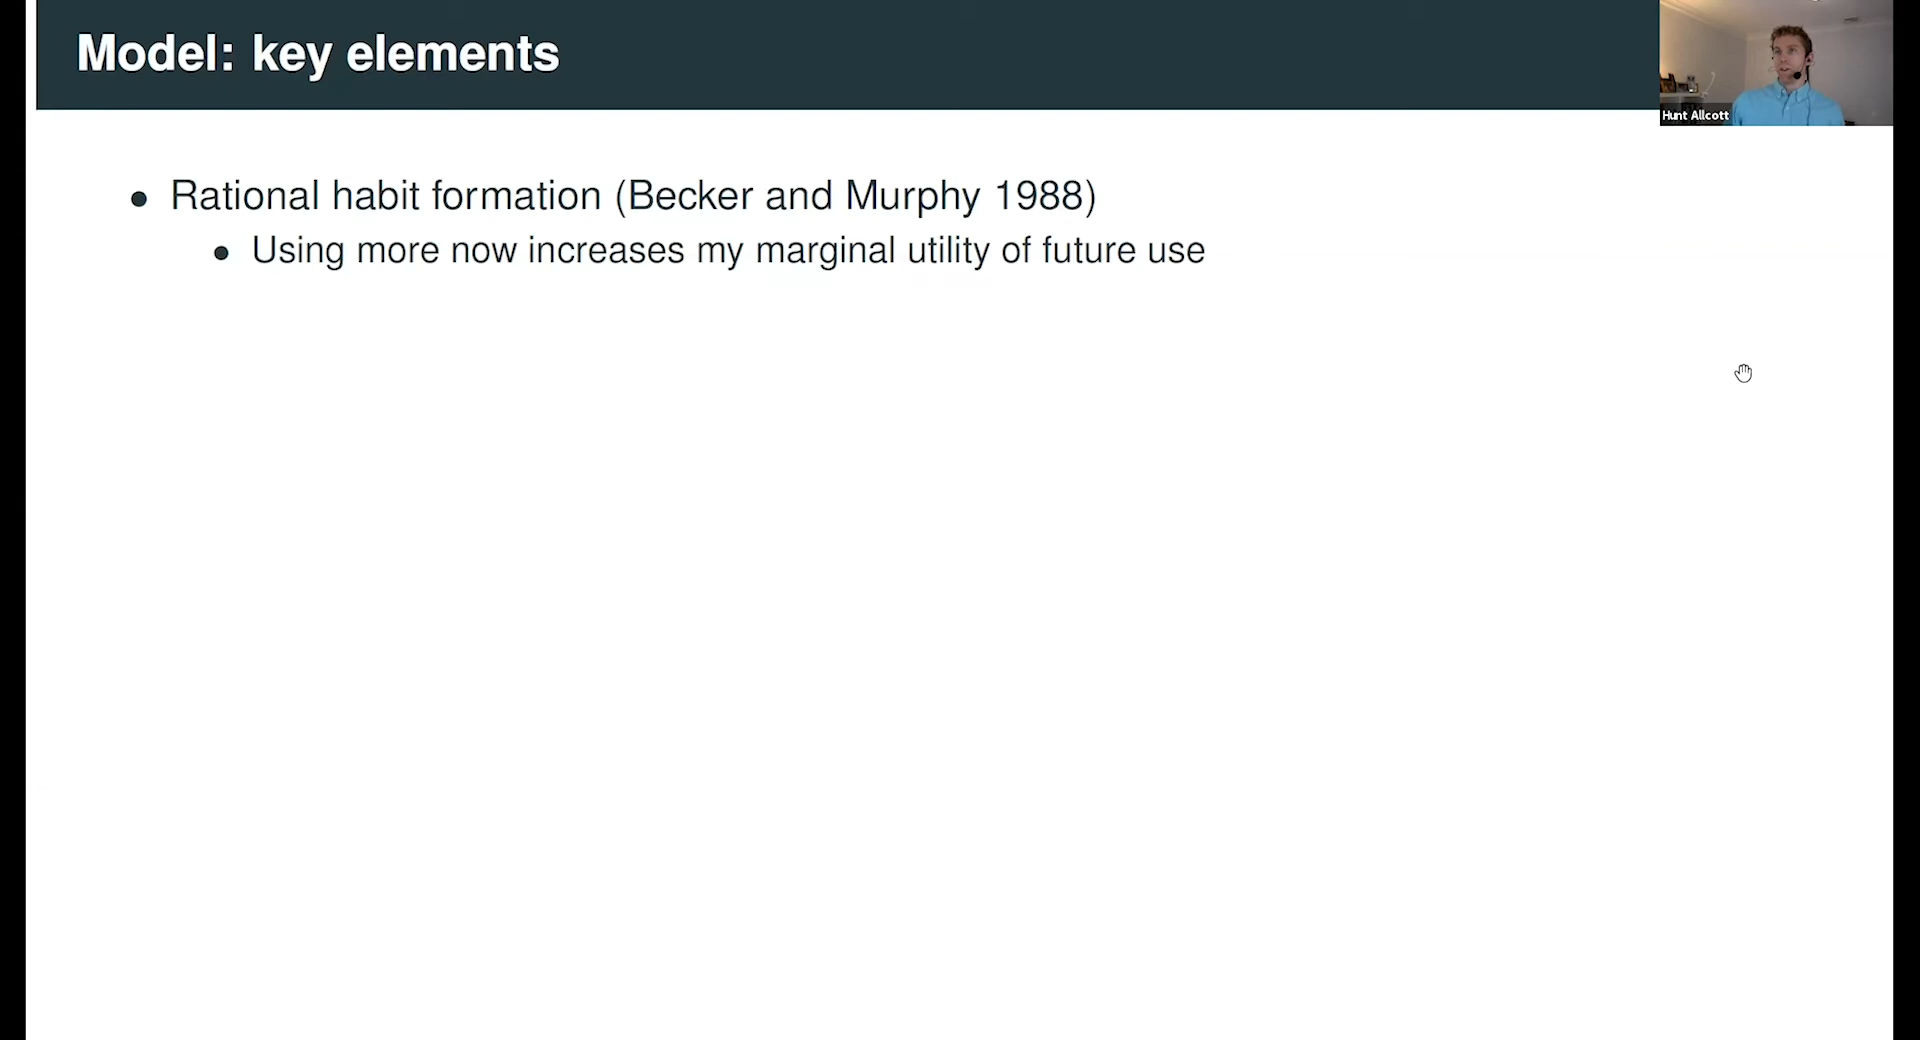 Model: key elements
Hunt Allcott
• Rational habit formation (Becker and Murphy 1988)
• Using more now increases my marginal utility of future use